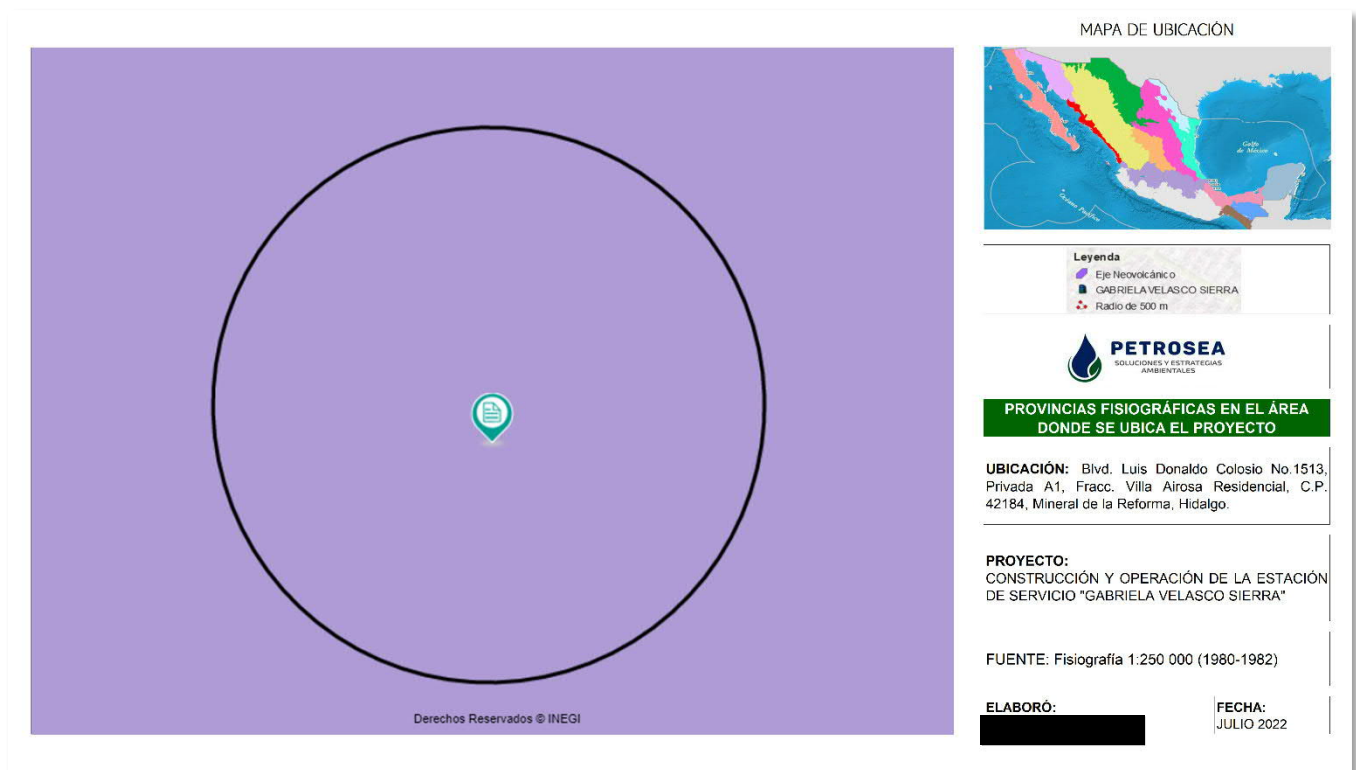 MAPA DE UBICACIÓN
Golfo
de México
Océano Pacífico
Leyenda
Eje Neovolcánico
GABRIELA VELASCO SIERRA
Radio de 500 m
PETROSEA
SOLUCIONES Y ESTRATEGIAS
AMBIENTALES
PROVINCIAS FISIOGRÁFICAS EN EL ÁREA
DONDE SE UBICA EL PROYECTO
UBICACIÓN: Blvd. Luis Donaldo Colosio No.1513,
Privada A1, Fracc. Villa Airosa Residencial, C.P.
42184, Mineral de la Reforma, Hidalgo.
PROYECTO:
CONSTRUCCIÓN Y OPERACIÓN DE LA ESTACIÓN
DE SERVICIO "GABRIELA VELASCO SIERRA"
FUENTE: Fisiografía 1:250 000 (1980-1982)
ELABORÓ:
FECHA:
JULIO 2022
Derechos Reservados © INEGI